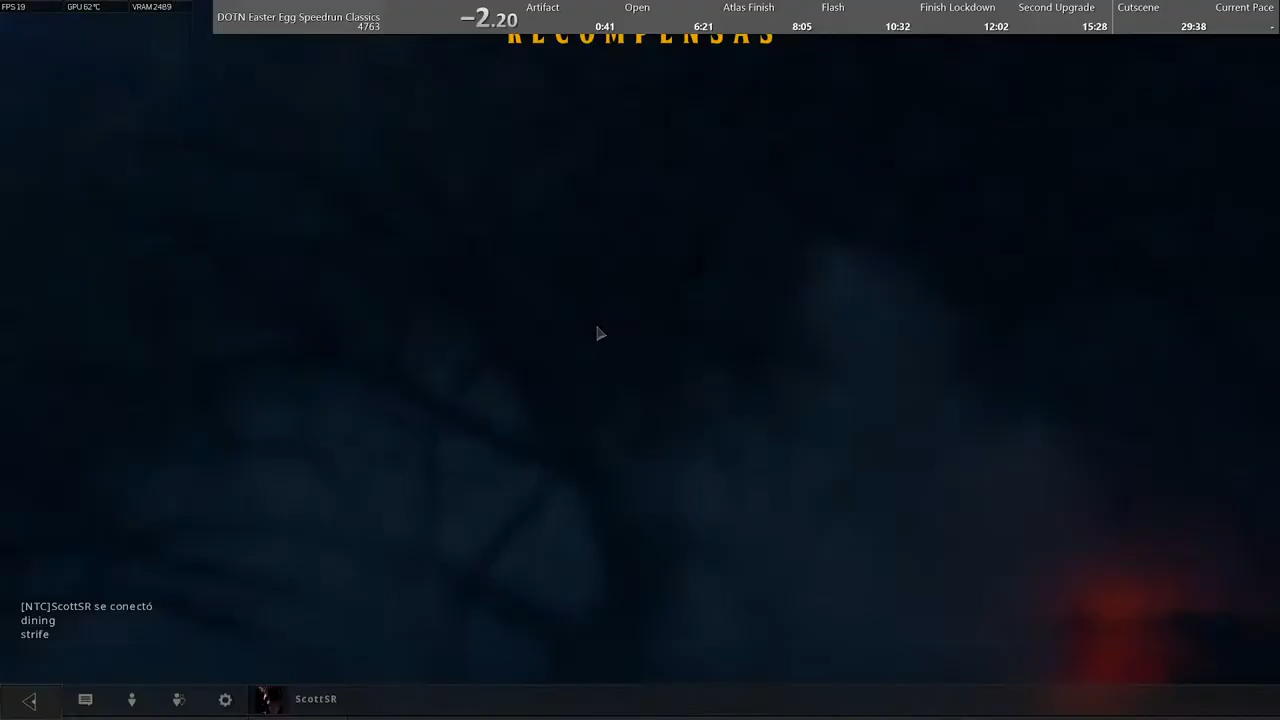 FPS 19 GPU 62°C VRAM 2489
DOTN Easter Egg Speedrun Classics
4763
−2.20
Artifact Open Atlas Finish Flash Finish Lockdown Second Upgrade Cutscene Current Pace
0:41 6:21 8:05 10:32 12:02 15:28 29:38 -
RECOMPENSAS
[NTC]ScottSR se conectó
dining
strife
ScottSR